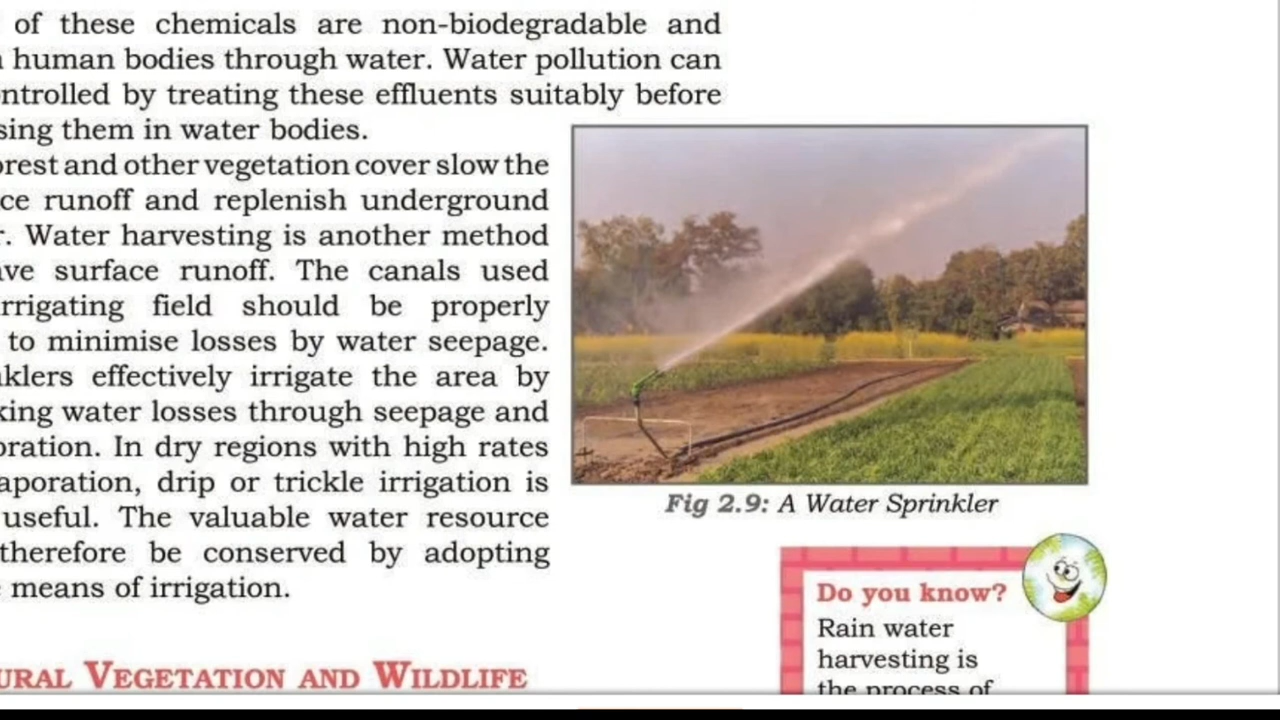 of these chemicals are non-biodegradable and
human bodies through water. Water pollution can
ntrolled by treating these effluents suitably before
sing them in water bodies.
orest and other vegetation cover slow the
ce runoff and replenish underground
r. Water harvesting is another method
ave surface runoff. The canals used
rrigating field should be properly
to minimise losses by water seepage.
klers effectively irrigate the area by
king water losses through seepage and
oration. In dry regions with high rates
aporation, drip or trickle irrigation is
useful. The valuable water resource
therefore be conserved by adopting
means of irrigation.
Fig 2.9: A Water Sprinkler
URAL VEGETATION AND WILDLIFE
Do you know?
Rain water
harvesting is
the process of